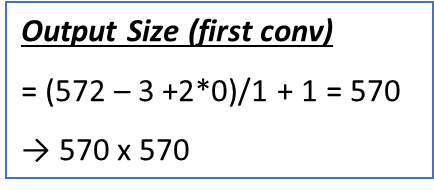 Output Size (first conv)
= (572 – 3 +2*0)/1 + 1 = 570
→ 570 x 570